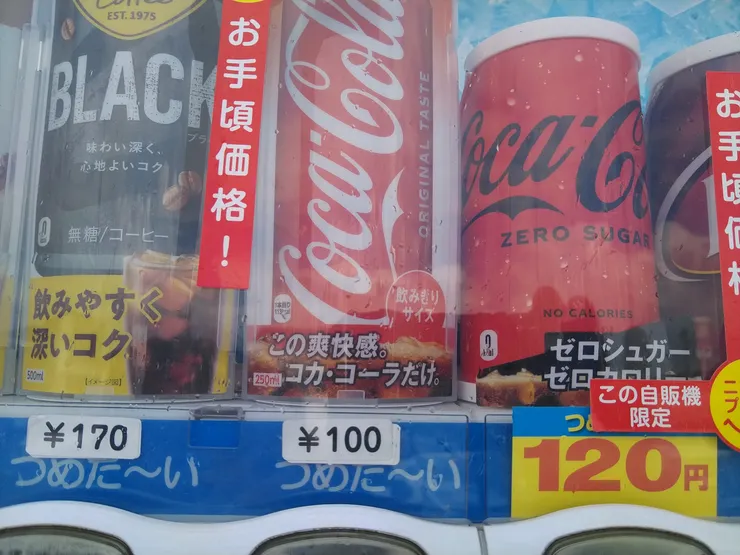 Coffee
EST. 1975
BLACK
味わい深く、
心地よいコク
無糖/コーヒー
飲みやすく
深いコク
500ml
¥170
つめた〜い
お手頃価格！
Coca-Cola
ORIGINAL TASTE
飲みきり
サイズ
この爽快感。
コカ・コーラだけ。
250ml
¥100
つめた〜い
Coca-Co
ZERO SUGAR
NO CALORIES
ゼロシュガー
ゼロカロリー
この自販機
限定
120円
お手頃価格